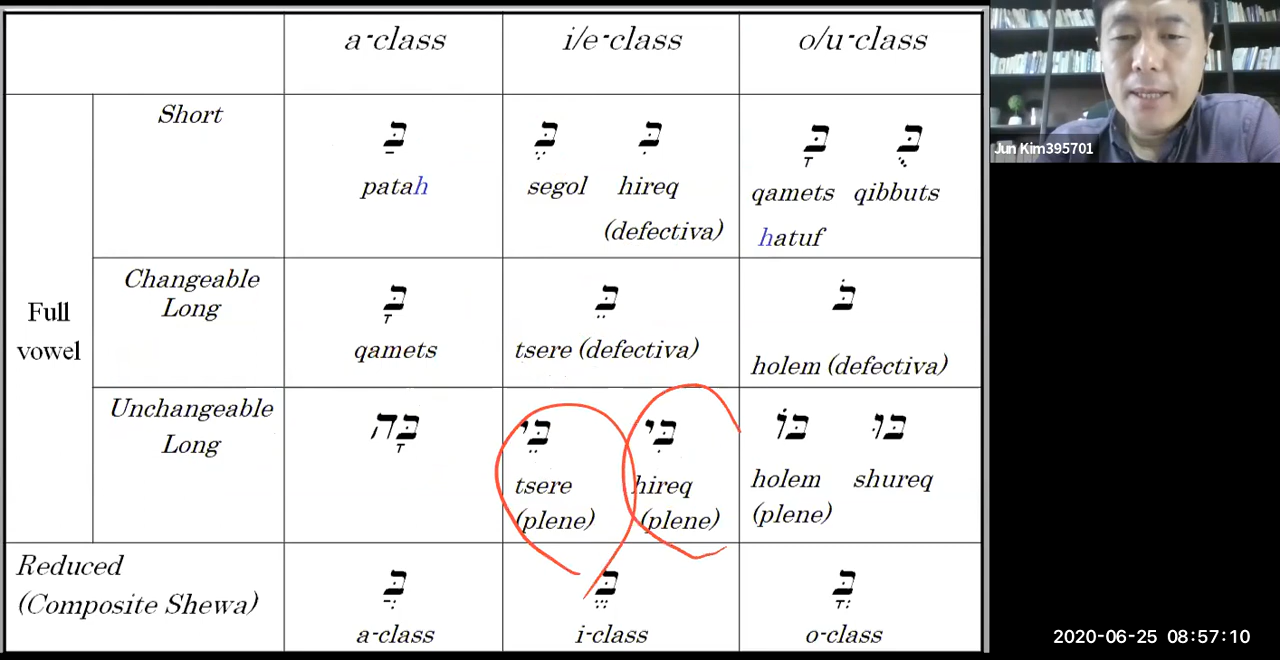 a-class i/e-class o/u-class
Short
בַּ בֶּ בִּ בָּ בֻּ
patah segol hireq qamets qibbuts
(defectiva) hatuf
Full vowel
Changeable
Long
בָּ בֵּ בֹּ
qamets tsere (defectiva) holem (defectiva)
Unchangeable
Long
בָּה בֵּי בִּי בּוֹ בּוּ
tsere hireq holem shureq
(plene) (plene) (plene)
Reduced
(Composite Shewa)
בֲּ בֱּ בֳּ
a-class i-class o-class
Jun Kim395701
2020-06-25 08:57:10